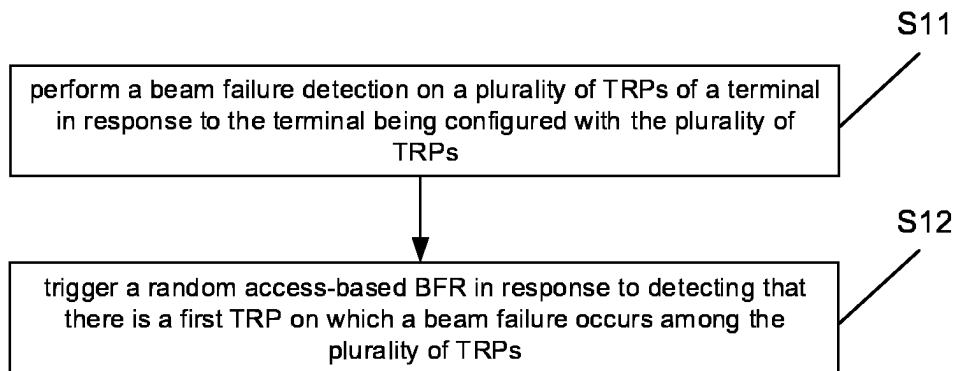 S11
perform a beam failure detection on a plurality of TRPs of a terminal
in response to the terminal being configured with the plurality of
TRPs
S12
trigger a random access-based BFR in response to detecting that
there is a first TRP on which a beam failure occurs among the
plurality of TRPs